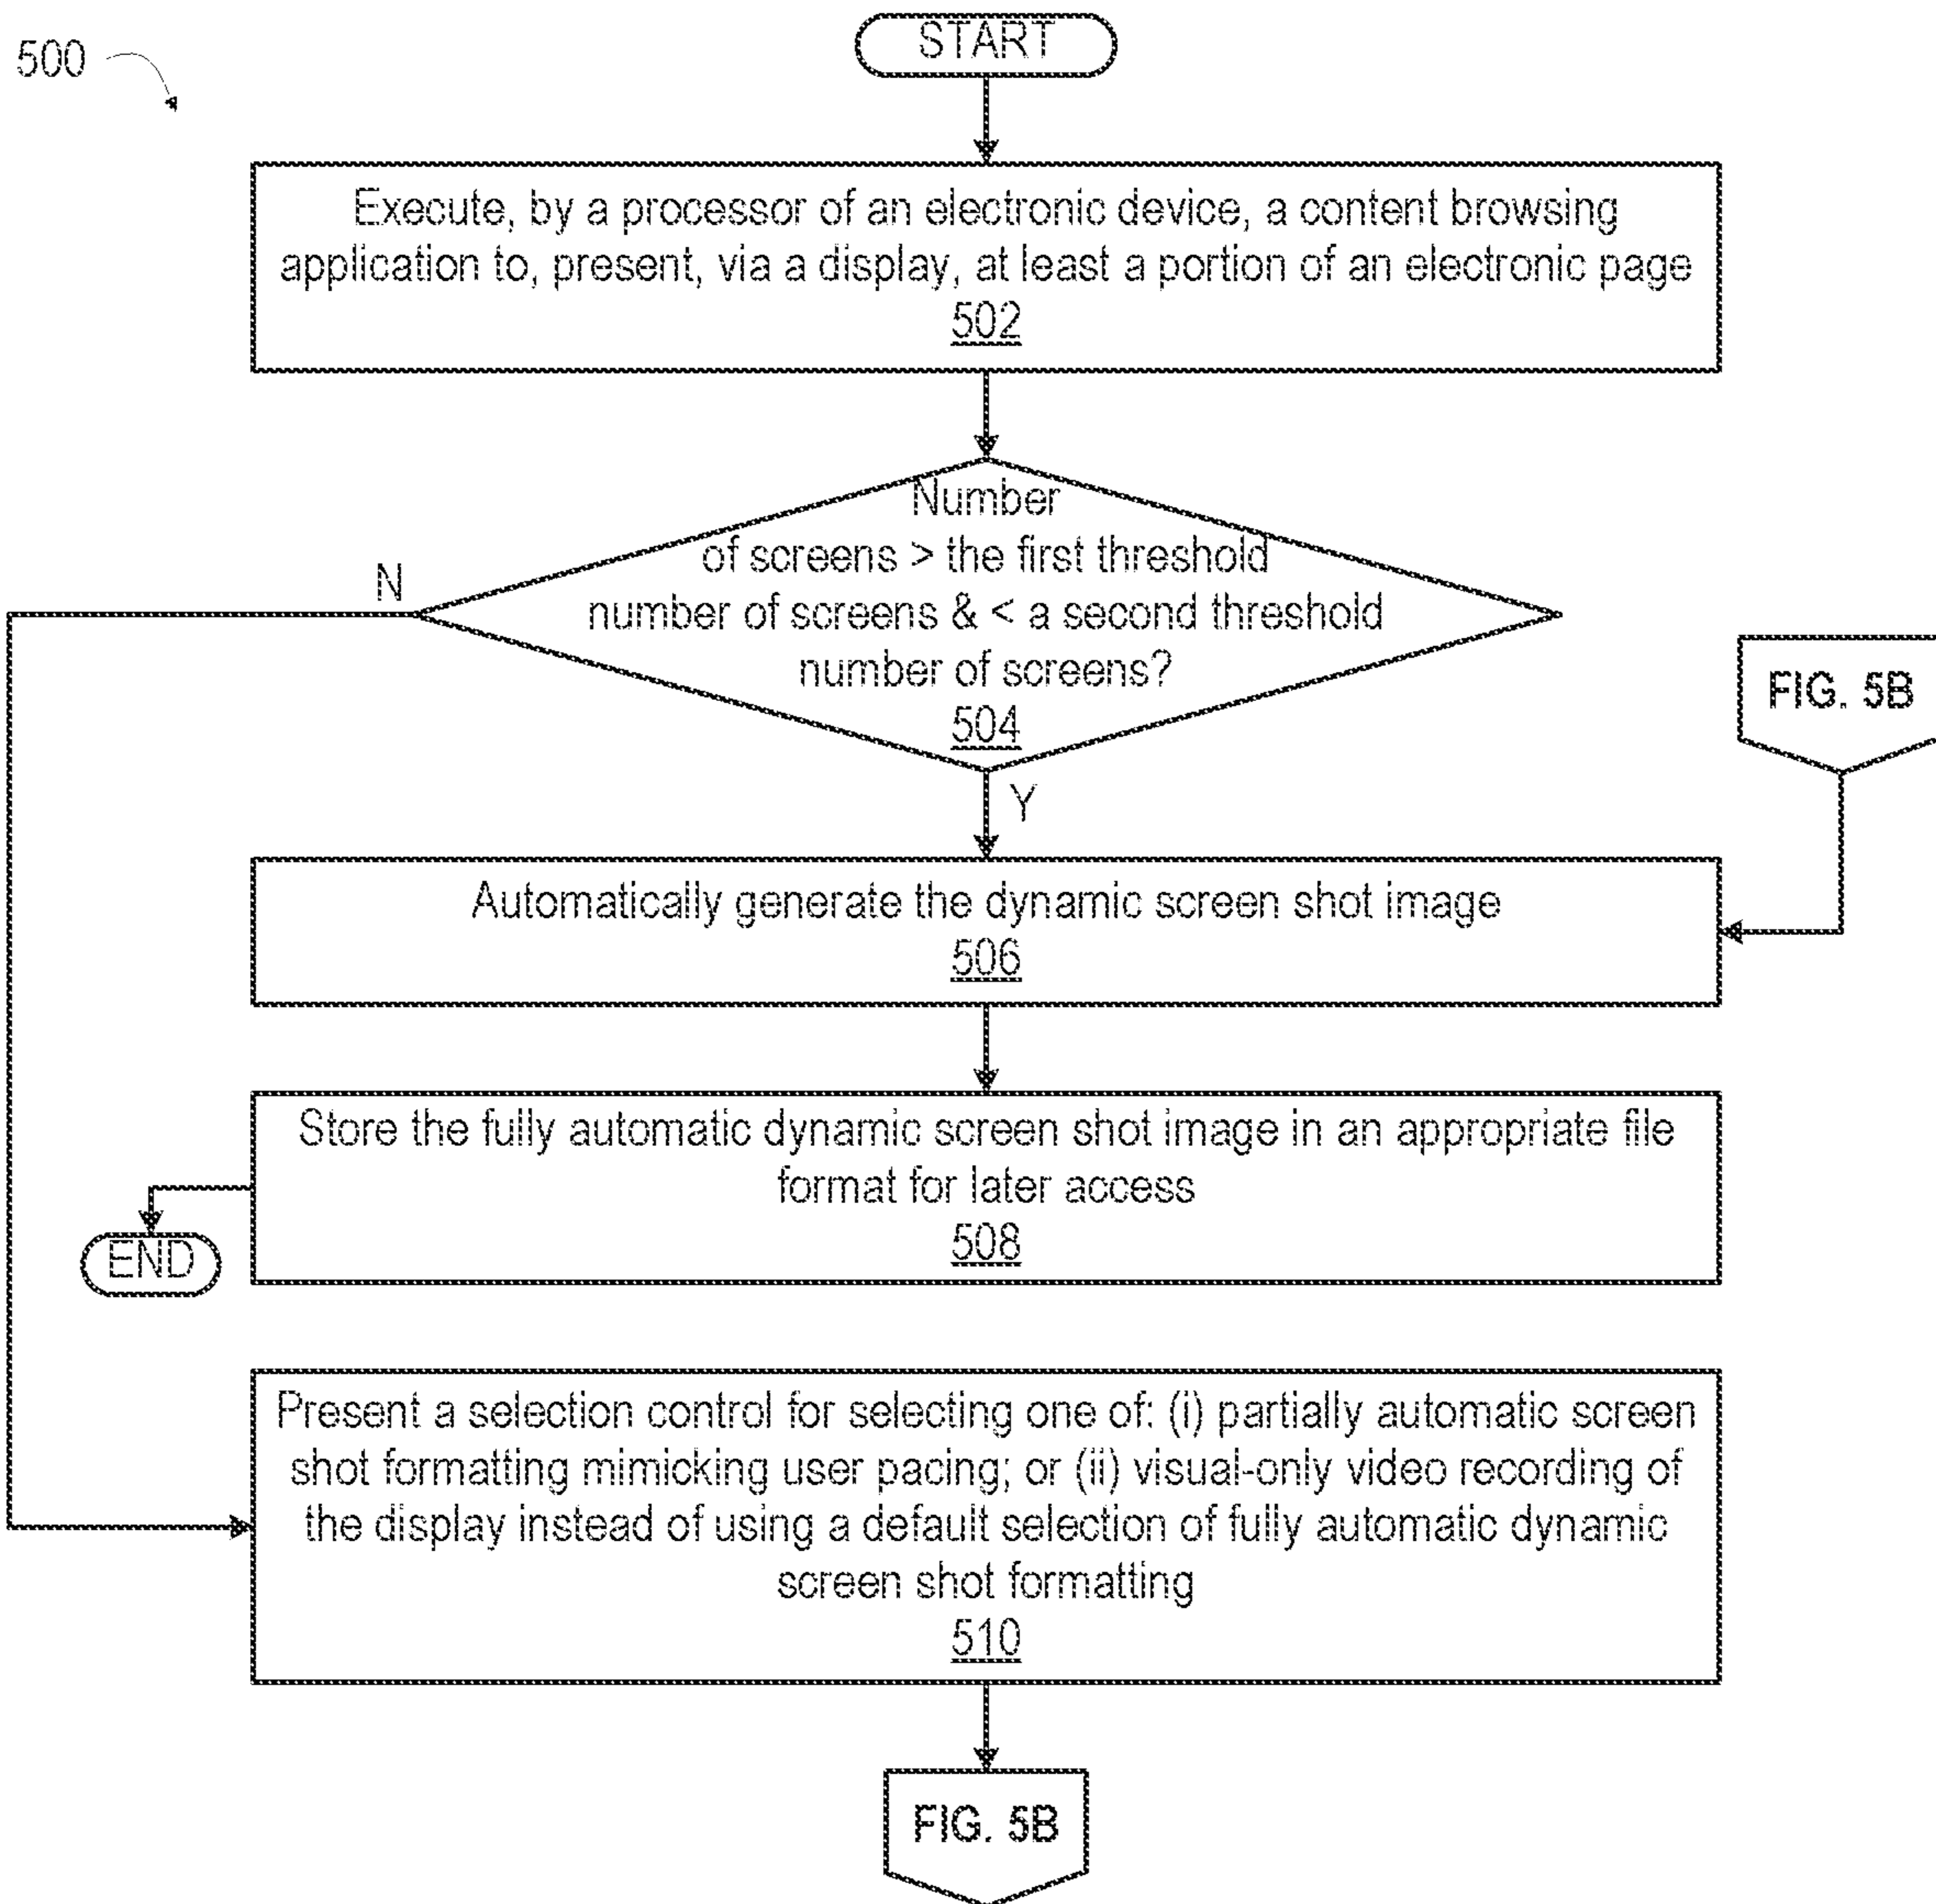 500
START
Execute, by a processor of an electronic device, a content browsing
application to, present, via a display, at least a portion of an electronic page
502
Number
of screens > the first threshold
number of screens & < a second threshold
number of screens?
504
N
FIG. 5B
Y
Automatically generate the dynamic screen shot image
506
Store the fully automatic dynamic screen shot image in an appropriate file
format for later access
508
END
Present a selection control for selecting one of: (i) partially automatic screen
shot formatting mimicking user pacing; or (ii) visual-only video recording of
the display instead of using a default selection of fully automatic dynamic
screen shot formatting
510
FIG. 5B